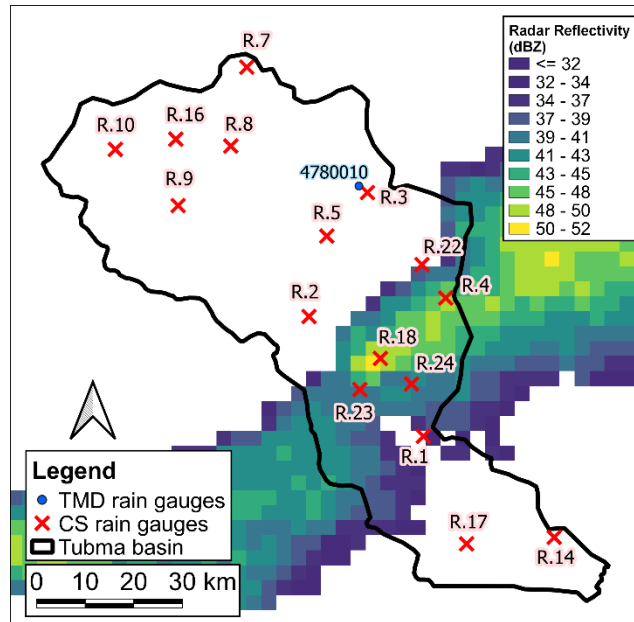 R.7
Radar Reflectivity
(dBZ)
<= 32
32 - 34
34 - 37
37 - 39
39 - 41
41 - 43
43 - 45
45 - 48
48 - 50
50 - 52
R.16
R.10
R.8
4780010
R.3
R.9
R.5
R.22
R.4
R.2
R.18
R.24
R.23
R.1
Legend
TMD rain gauges
CS rain gauges
Tubma basin
0 10 20 30 km
R.17
R.14